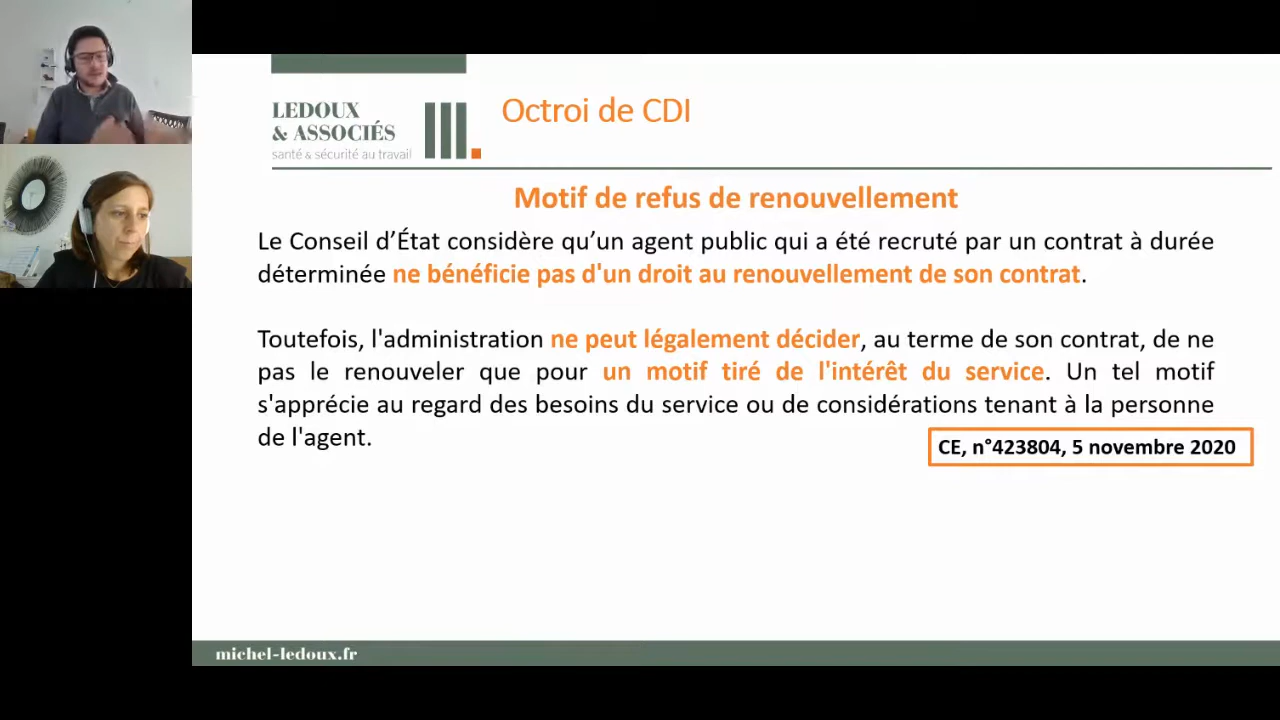 LEDOUX
& ASSOCIÉS
santé & sécurité au travail
Octroi de CDI
Motif de refus de renouvellement
Le Conseil d’État considère qu’un agent public qui a été recruté par un contrat à durée
déterminée ne bénéficie pas d'un droit au renouvellement de son contrat.
Toutefois, l'administration ne peut légalement décider, au terme de son contrat, de ne
pas le renouveler que pour un motif tiré de l'intérêt du service. Un tel motif
s'apprécie au regard des besoins du service ou de considérations tenant à la personne
de l'agent.
CE, n°423804, 5 novembre 2020
michel-ledoux.fr